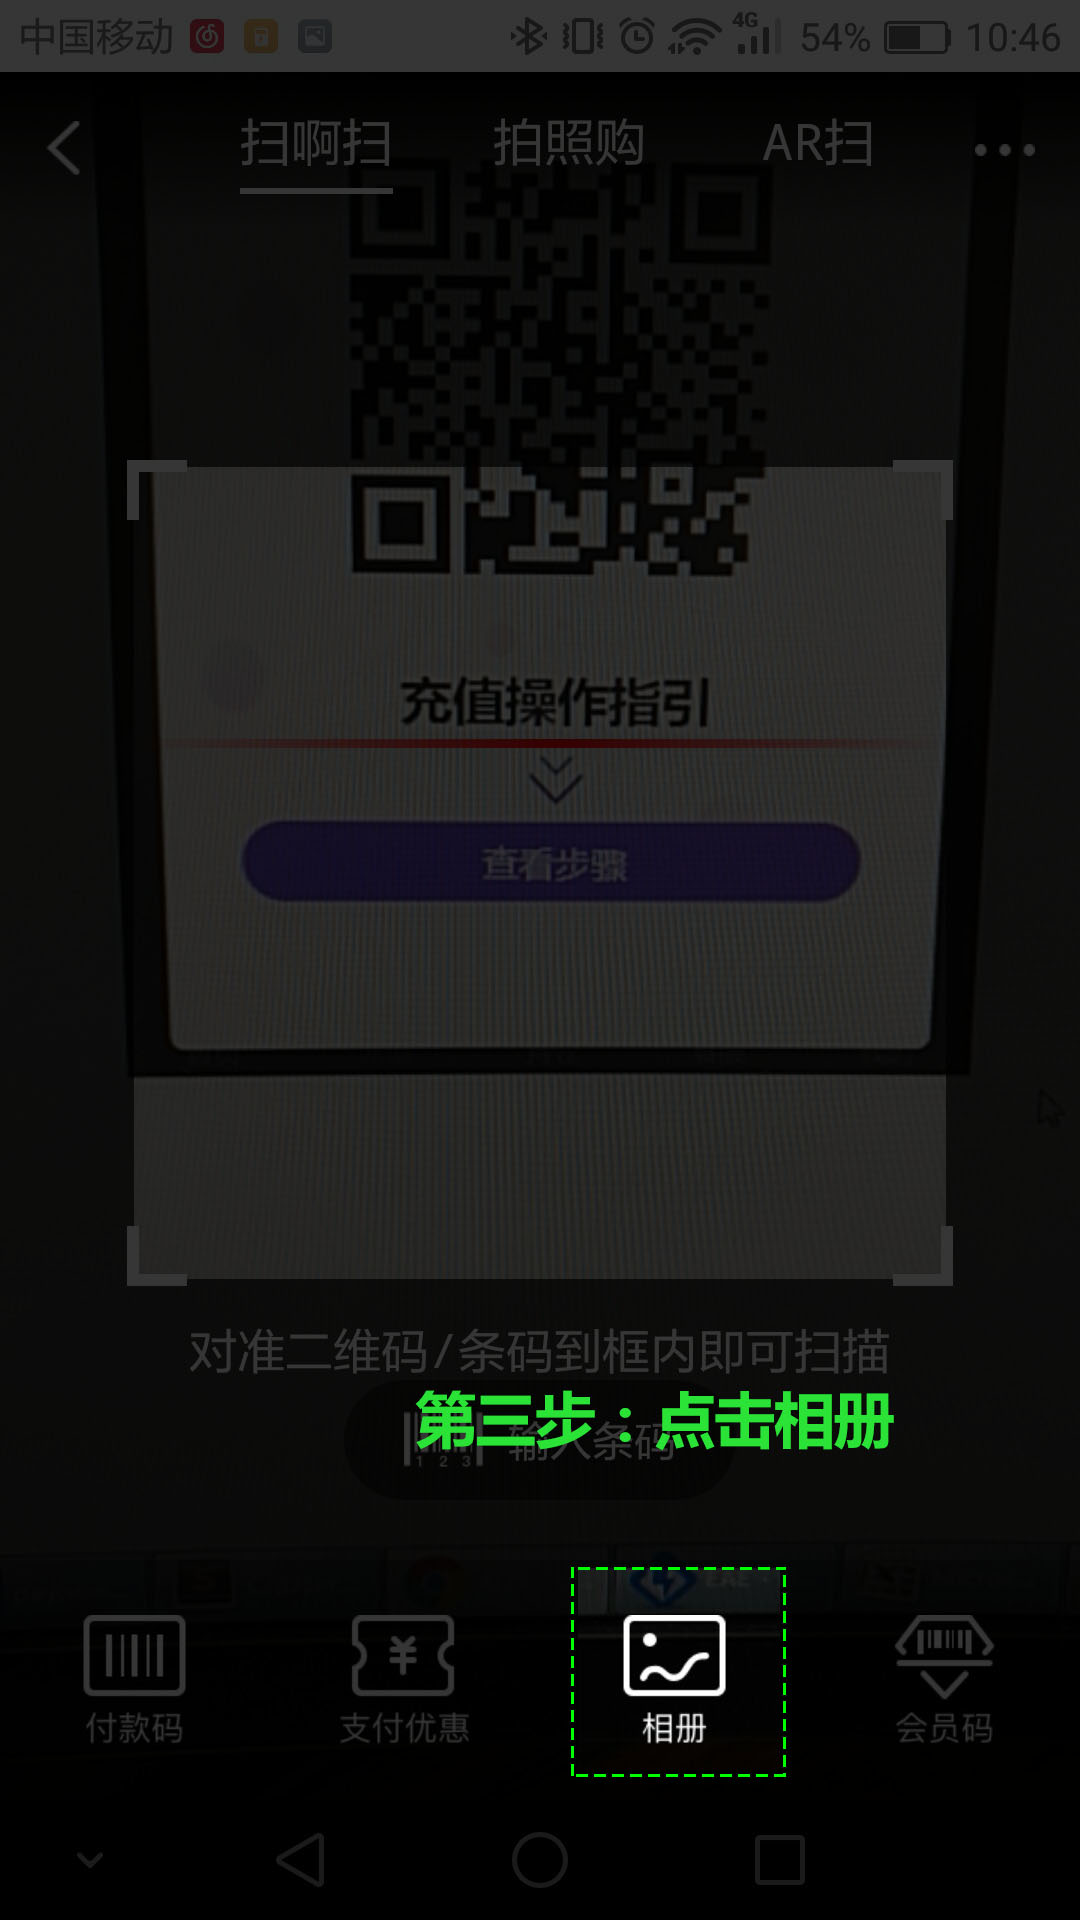 中国移动 4G 54% 10:46
扫啊扫 拍照购 AR扫
充值操作指引
查看步骤
对准二维码/条码到框内即可扫描
第三步：点击相册
123 输入条码
付款码 支付优惠 相册 会员码